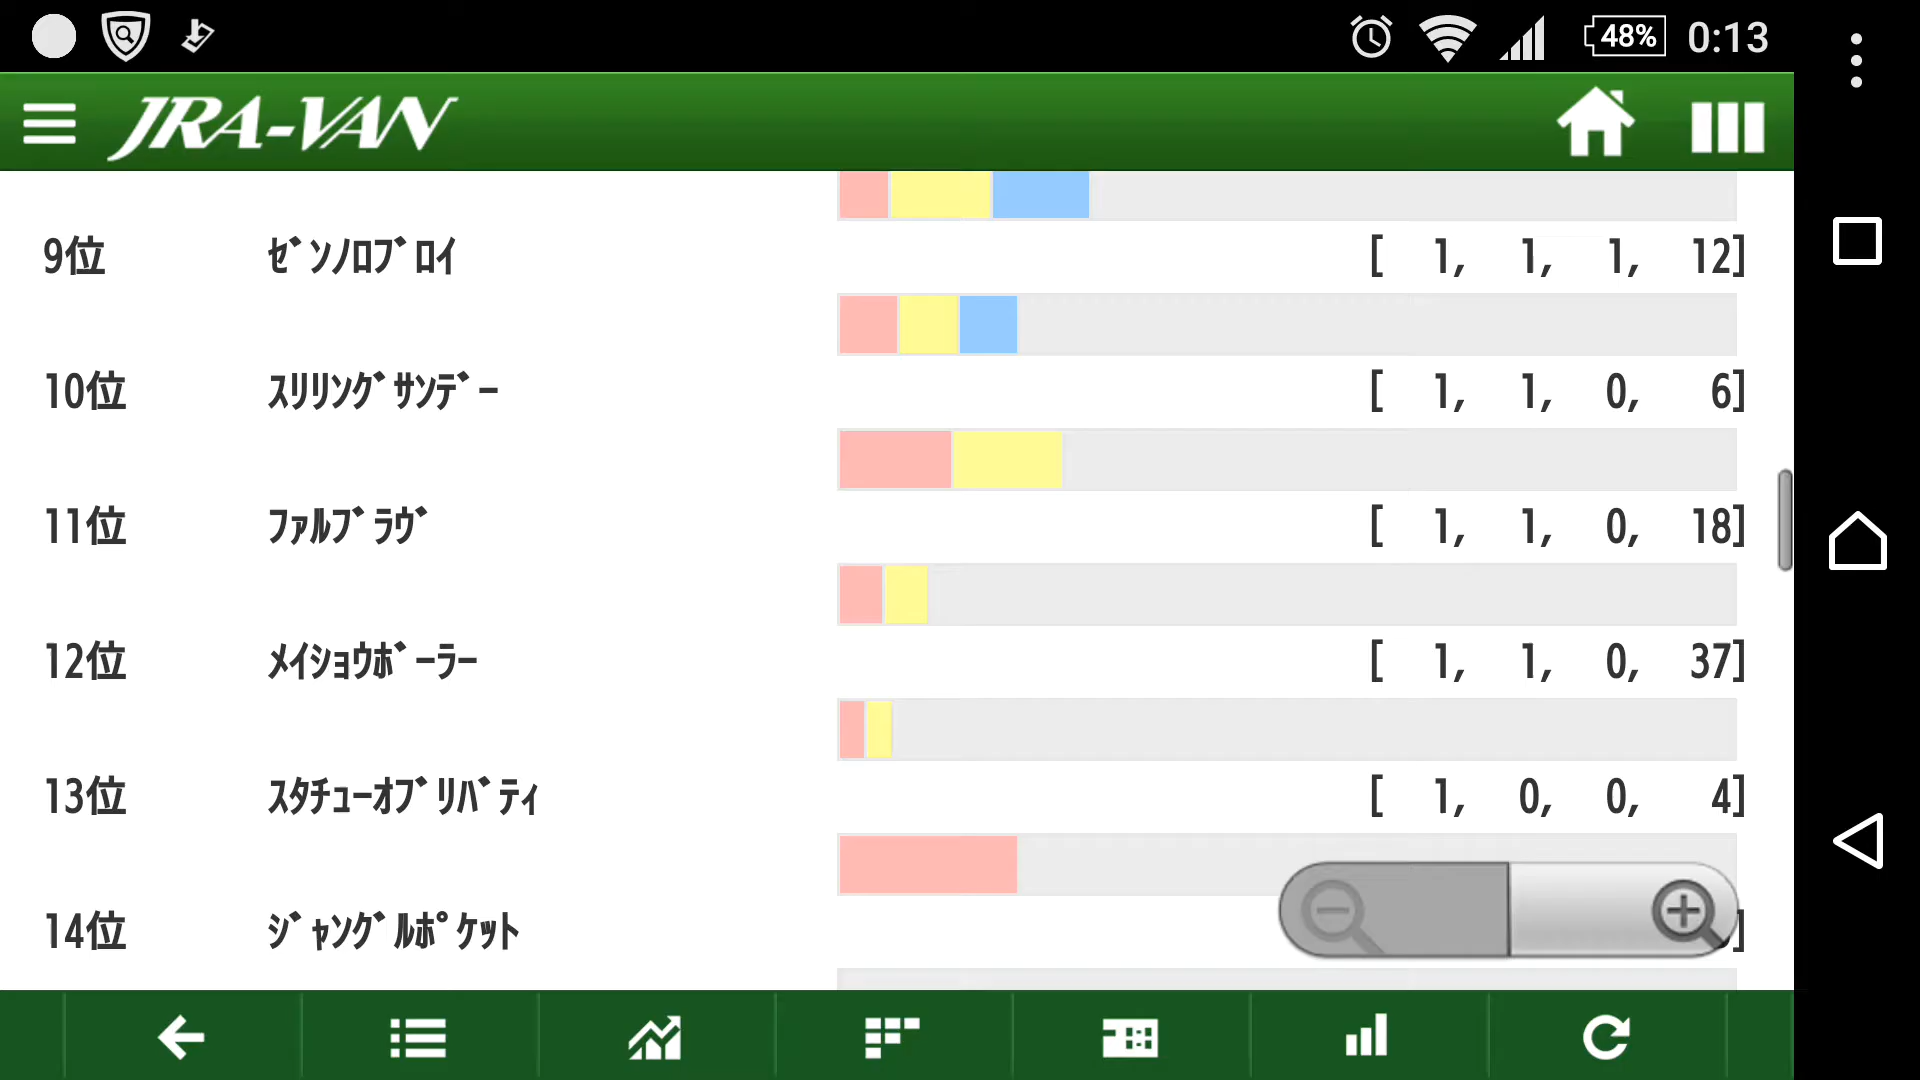 48% 0:13
JRA-VAN
9位 ｾﾞﾝﾉﾛﾌﾞﾛｲ [ 1, 1, 1, 12]
10位 ｽﾘﾘﾝｸﾞｻﾝﾃﾞｰ [ 1, 1, 0, 6]
11位 ﾌｧﾙﾌﾞﾗｳﾞ [ 1, 1, 0, 18]
12位 ﾒｲｼｮｳﾎﾞｰﾗｰ [ 1, 1, 0, 37]
13位 ｽﾀﾁｭｰｵﾌﾞﾘﾊﾞﾃｨ [ 1, 0, 0, 4]
14位 ｼﾞｬﾝｸﾞﾙﾎﾟｹｯﾄ ]